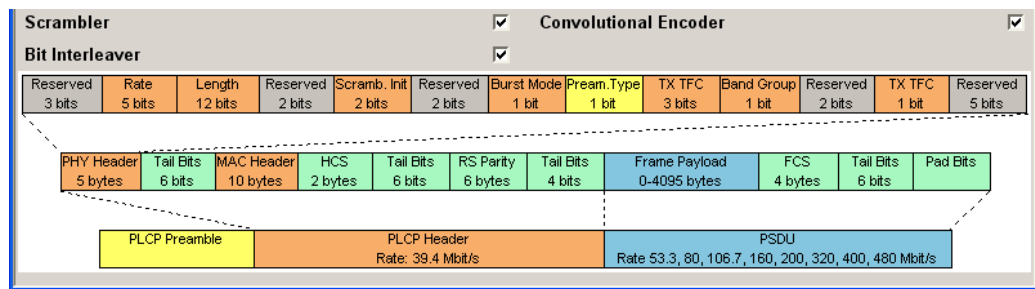 Scrambler Convolutional Encoder
Bit Interleaver
Reserved Rate Length Reserved Scramb. Init Reserved Burst Mode Pream.Type TX TFC Band Group Reserved TX TFC Reserved
3 bits 5 bits 12 bits 2 bits 2 bits 2 bits 1 bit 1 bit 3 bits 1 bit 2 bits 1 bit 5 bits
PHY Header Tail Bits MAC Header HCS Tail Bits RS Parity Tail Bits Frame Payload FCS Tail Bits Pad Bits
5 bytes 6 bits 10 bytes 2 bytes 6 bits 6 bytes 4 bits 0-4095 bytes 4 bytes 6 bits
PLCP Preamble PLCP Header PSDU
Rate: 39.4 Mbit/s Rate 53.3, 80, 106.7, 160, 200, 320, 400, 480 Mbit/s